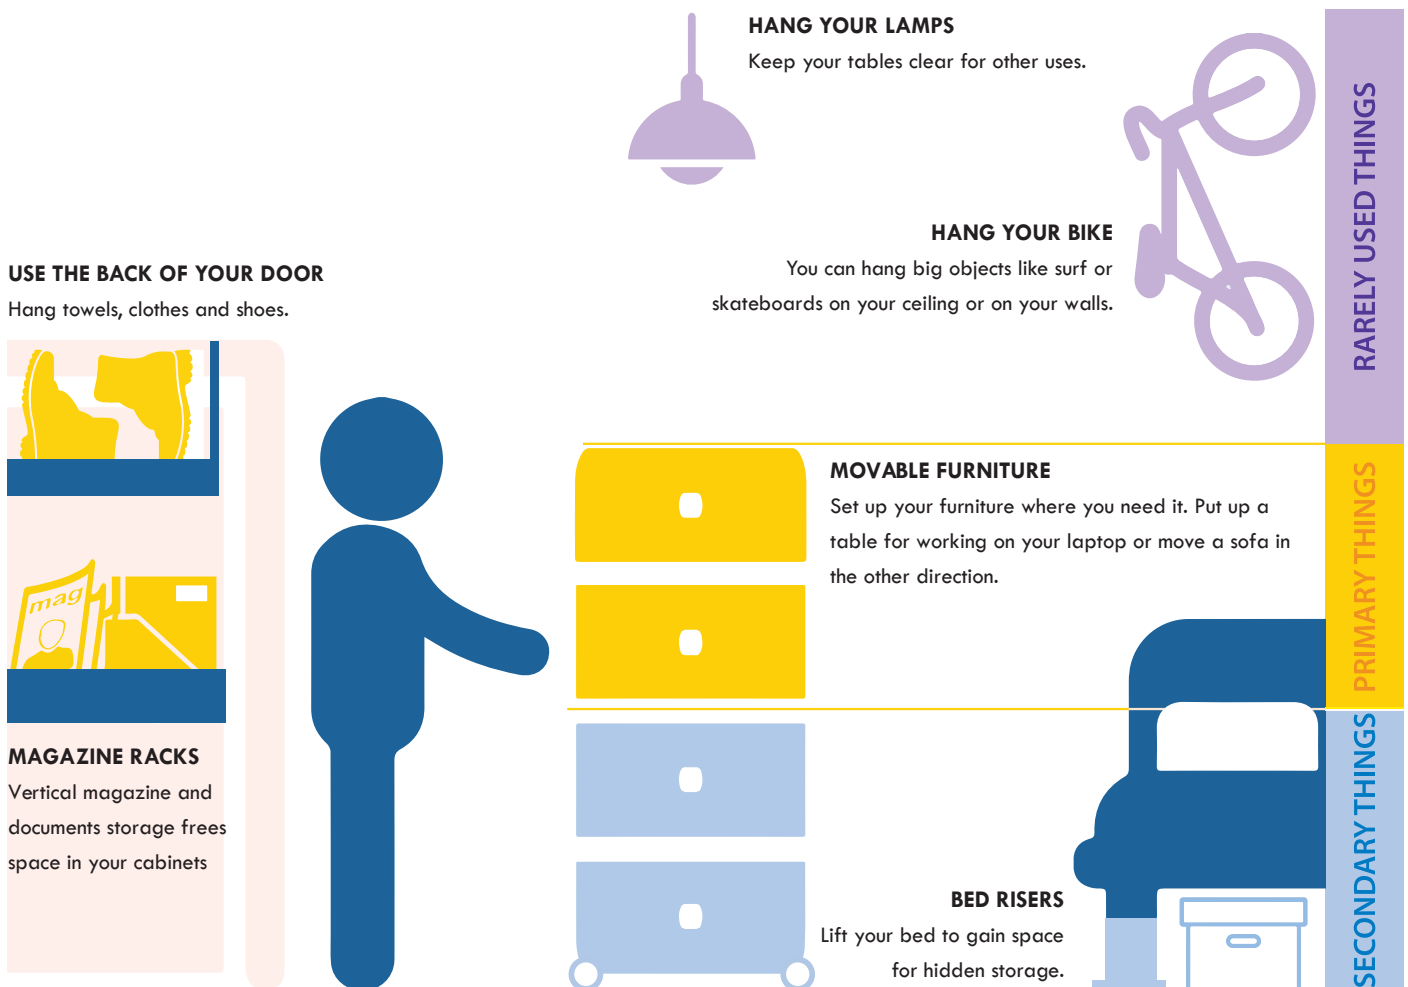 HANG YOUR LAMPS
Keep your tables clear for other uses.
HANG YOUR BIKE
You can hang big objects like surf or
skateboards on your ceiling or on your walls.
RARELY USED THINGS
USE THE BACK OF YOUR DOOR
Hang towels, clothes and shoes.
MOVABLE FURNITURE
Set up your furniture where you need it. Put up a
table for working on your laptop or move a sofa in
the other direction.
PRIMARY THINGS
mag
MAGAZINE RACKS
Vertical magazine and
documents storage frees
space in your cabinets
BED RISERS
Lift your bed to gain space
for hidden storage.
SECONDARY THINGS